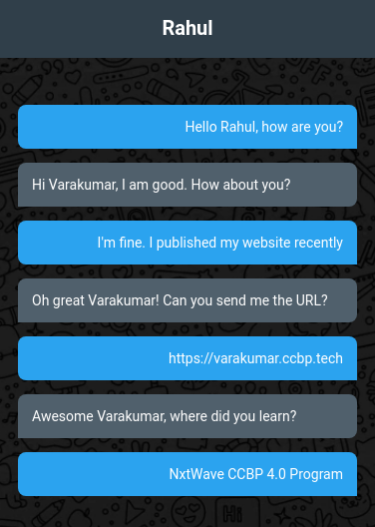 Rahul
Hello Rahul, how are you?
Hi Varakumar, I am good. How about you?
I'm fine. I published my website recently
Oh great Varakumar! Can you send me the URL?
https://varakumar.ccbp.tech
Awesome Varakumar, where did you learn?
NxtWave CCBP 4.0 Program
Hi